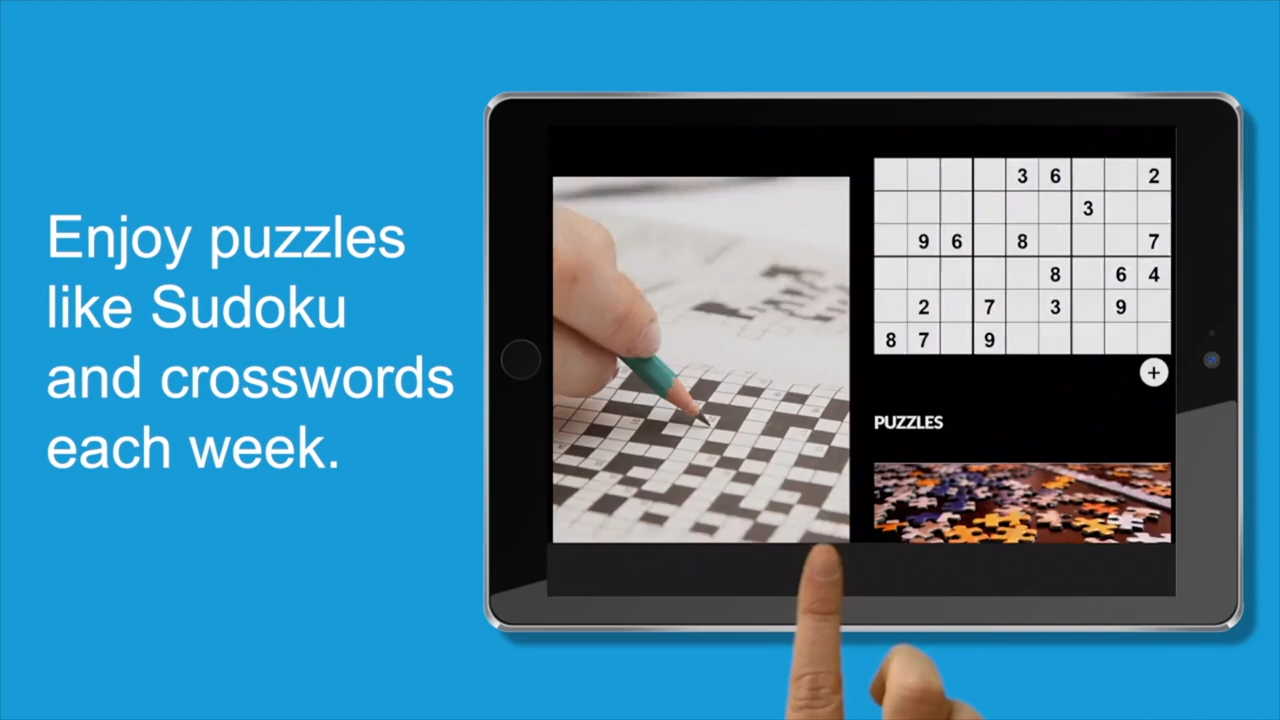 Enjoy puzzles
like Sudoku
and crosswords
each week.
3 6 2
3
9 6 8 7
8 6 4
2 7 3 9
8 7 9
+
PUZZLES